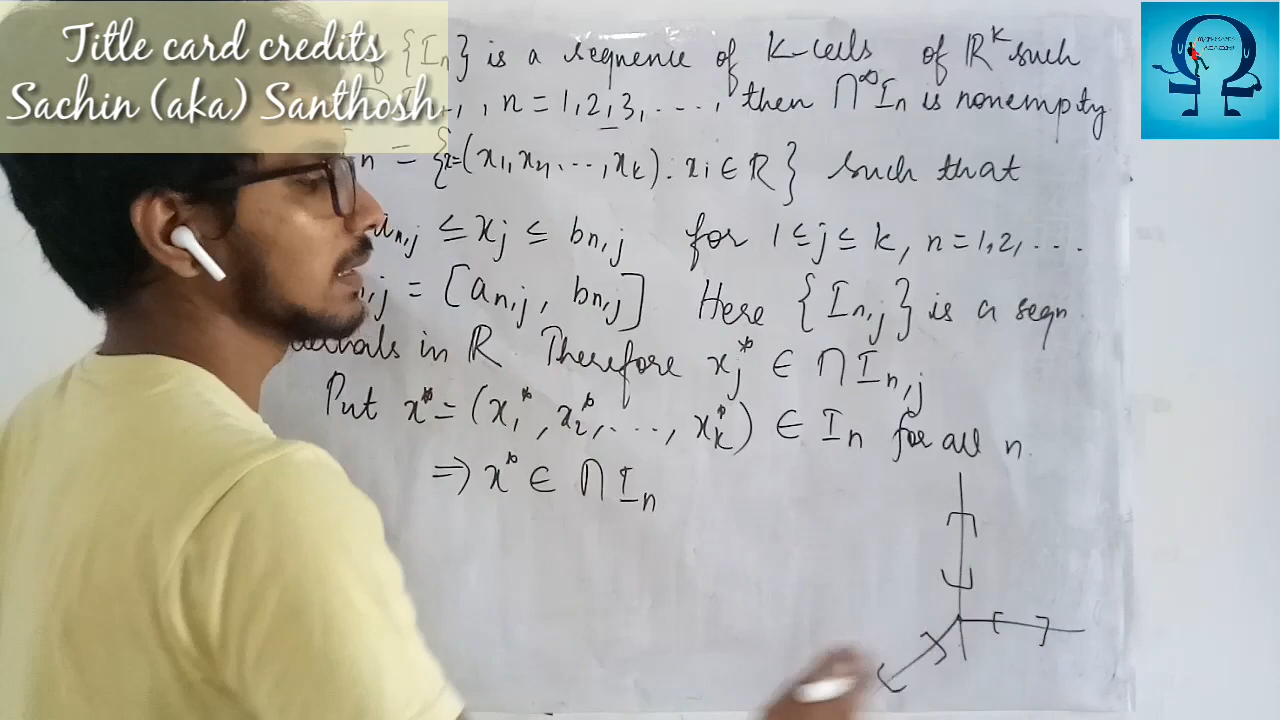 Title card credits
Sachin (aka) Santhosh
{In} is a sequence of K-cells of ℝᵏ such
, n = 1,2,3,..., then ∩^∞ In is nonempty
n = {x=(x₁,x₂,...,xₖ) : xᵢ ∈ ℝ} such that
an,j ≤ xj ≤ bn,j for 1 ≤ j ≤ k, n=1,2,...
,j = [an,j , bn,j] Here {In,j} is a seqn
in ℝ. Therefore xj* ∈ ∩ In,j
Put x* = (x₁*, x₂*,..., xₖ*) ∈ In for all n.
⇒ x* ∈ ∩ In